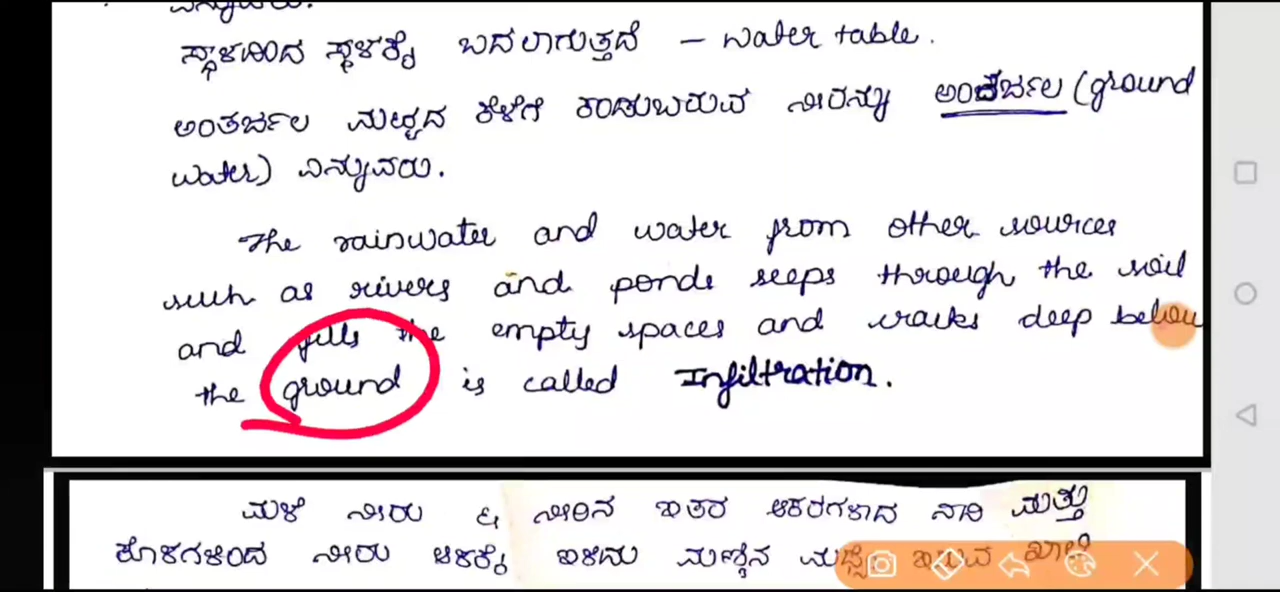 ಎನ್ನುವರು.
ಸ್ಥಳದಿಂದ ಸ್ಥಳಕ್ಕೆ ಬದಲಾಗುತ್ತದೆ - water table.
ಅಂತರ್ಜಲ ಮಟ್ಟದ ಕೆಳಗೆ ಕಂಡುಬರುವ ನೀರನ್ನು ಅಂತರ್ಜಲ (ground
water) ಎನ್ನುವರು.
The rainwater and water from other sources
such as rivers and ponds seeps through the soil
and fills the empty spaces and cracks deep below
the ground is called Infiltration.
ಮಳೆ ನೀರು & ನೀರಿನ ಇತರ ಆಕರಗಳಾದ ನದಿ ಮತ್ತು
ಕೊಳಗಳಿಂದ ನೀರು ಆಳಕ್ಕೆ ಇಳಿದು ಮಣ್ಣಿನ ಇರುವ ಖಾಲಿ